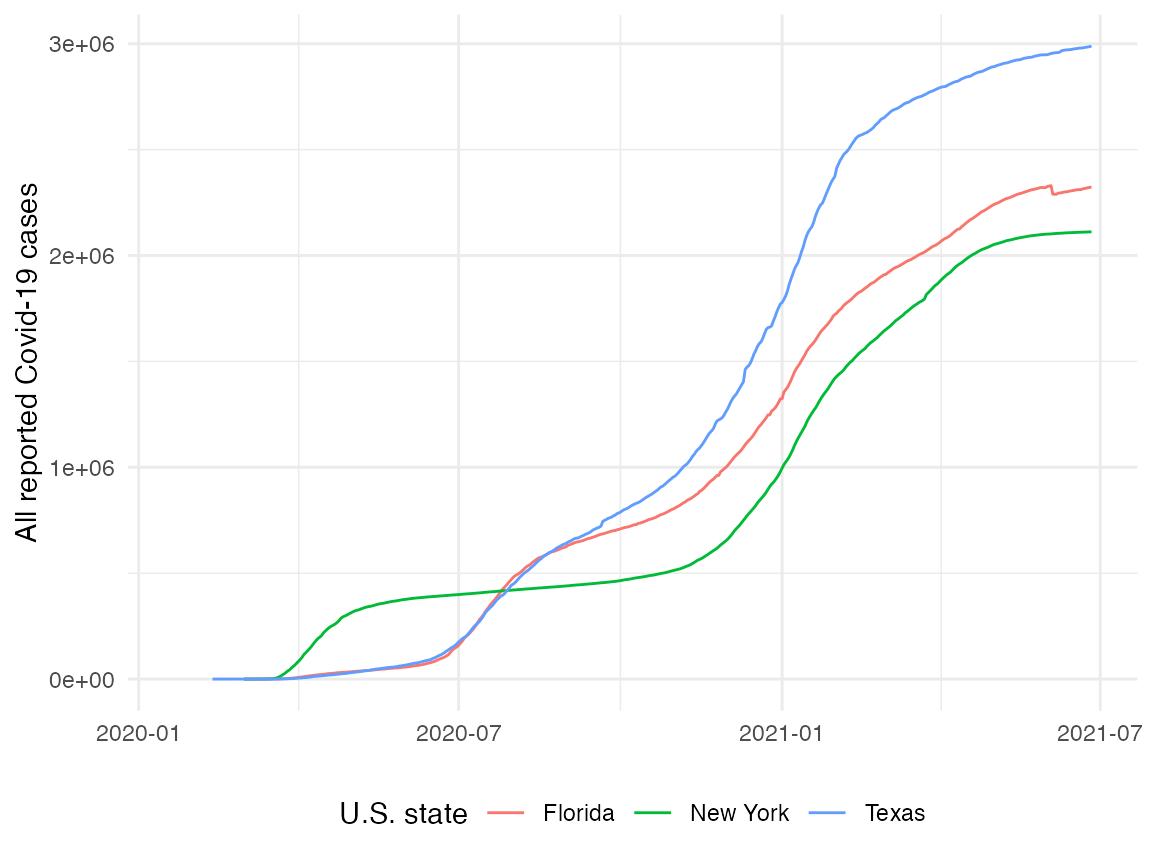 All reported Covid-19 cases
3e+06
2e+06
1e+06
0e+00
2020-01 2020-07 2021-01 2021-07
U.S. state Florida New York Texas